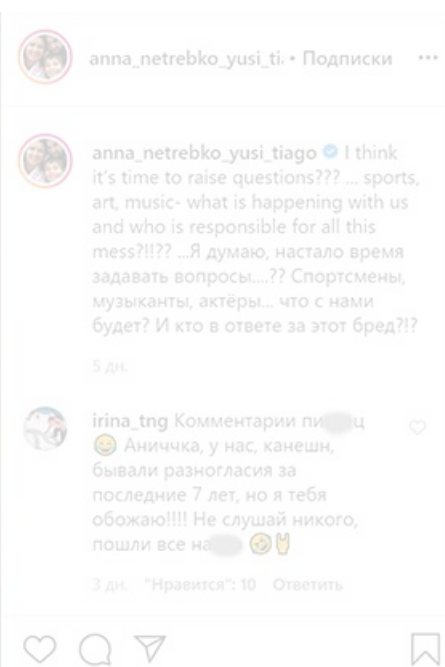 anna_netrebko_yusi_ti. • Подписки
anna_netrebko_yusi_tiago I think
it's time to raise questions??? ... sports,
art, music- what is happening with us
and who is responsible for all this
mess?!!?? ...Я думаю, настало время
задавать вопросы....?? Спортсмены,
музыканты, актёры... что с нами
будет? И кто в ответе за этот бред?!?
5 дн.
irina_tng Комментарии пи ц
😂 Аниччка, у нас, канешн,
бывали разногласия за
последние 7 лет, но я тебя
обожаю!!!! Не слушай никого,
пошли все на 🤣🤘
3 дн. "Нравится": 10 Ответить